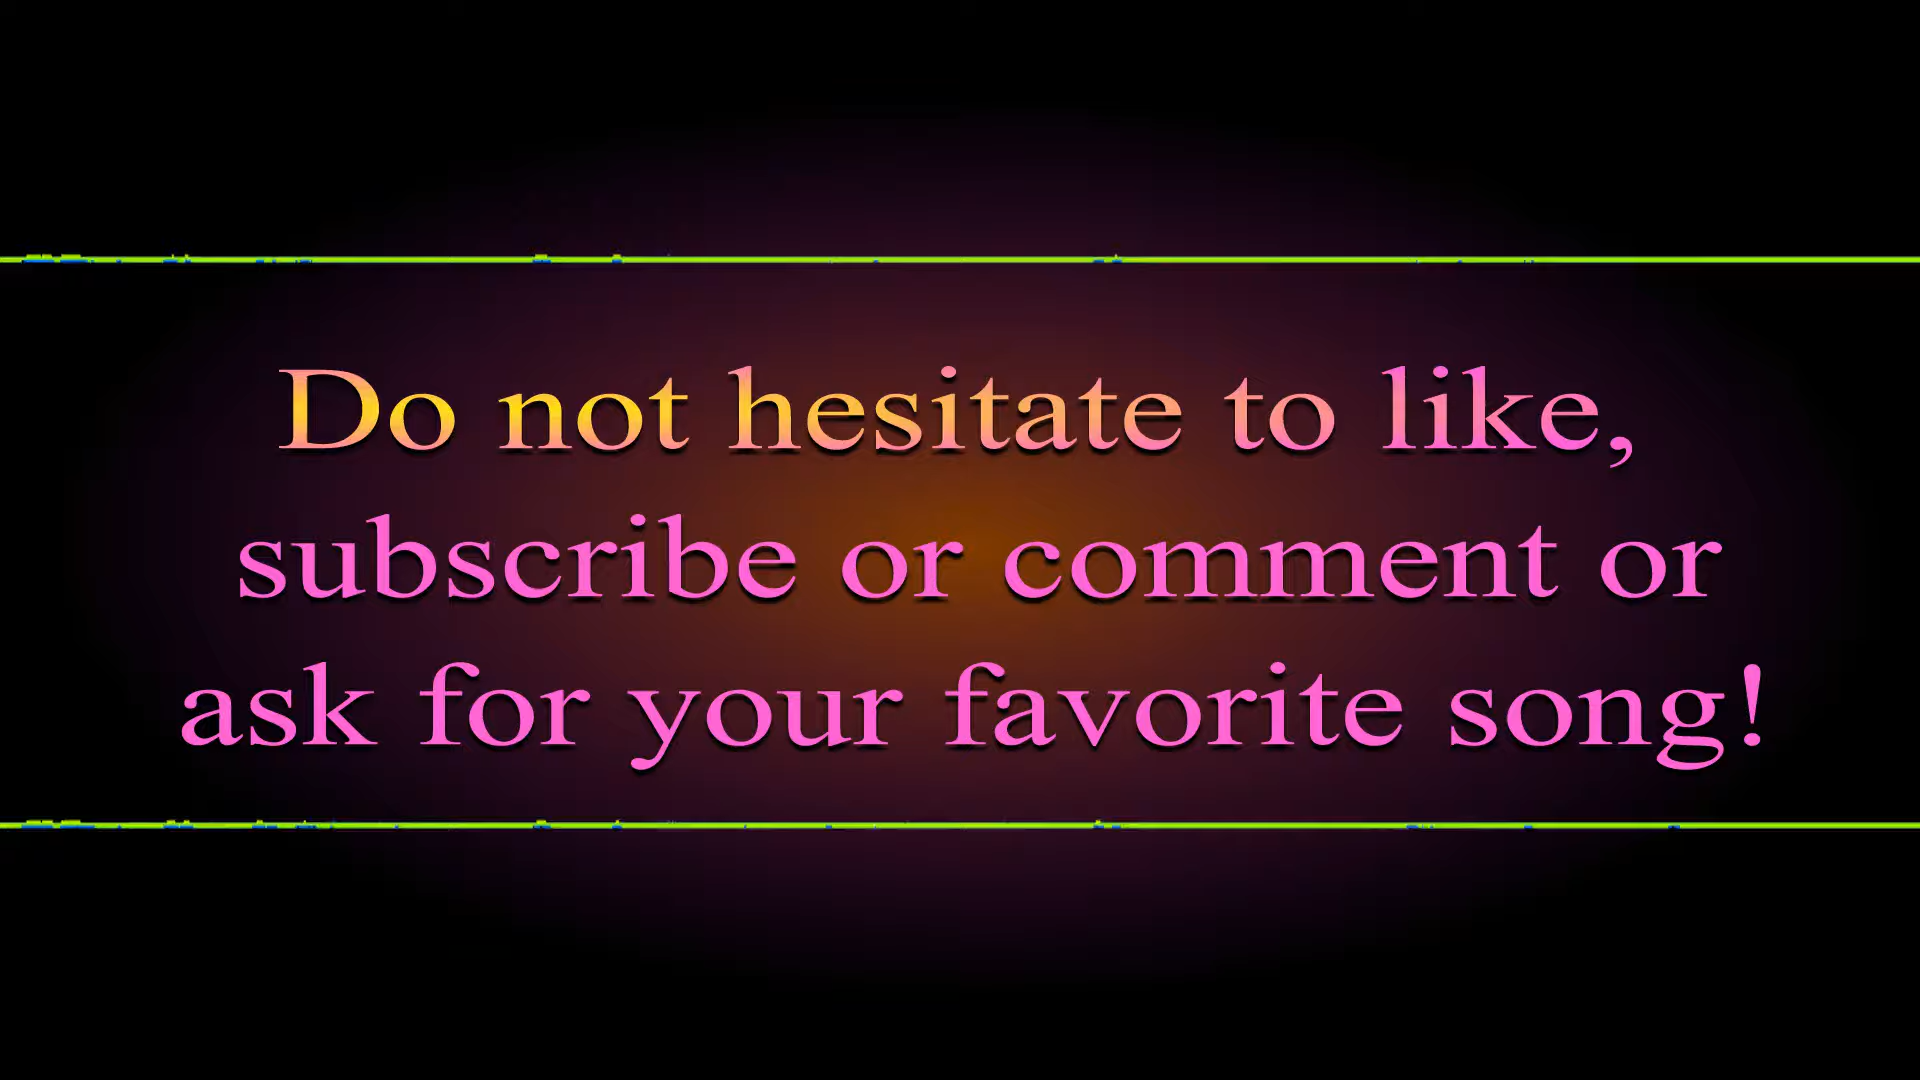 Do not hesitate to like,
subscribe or comment or
ask for your favorite song!